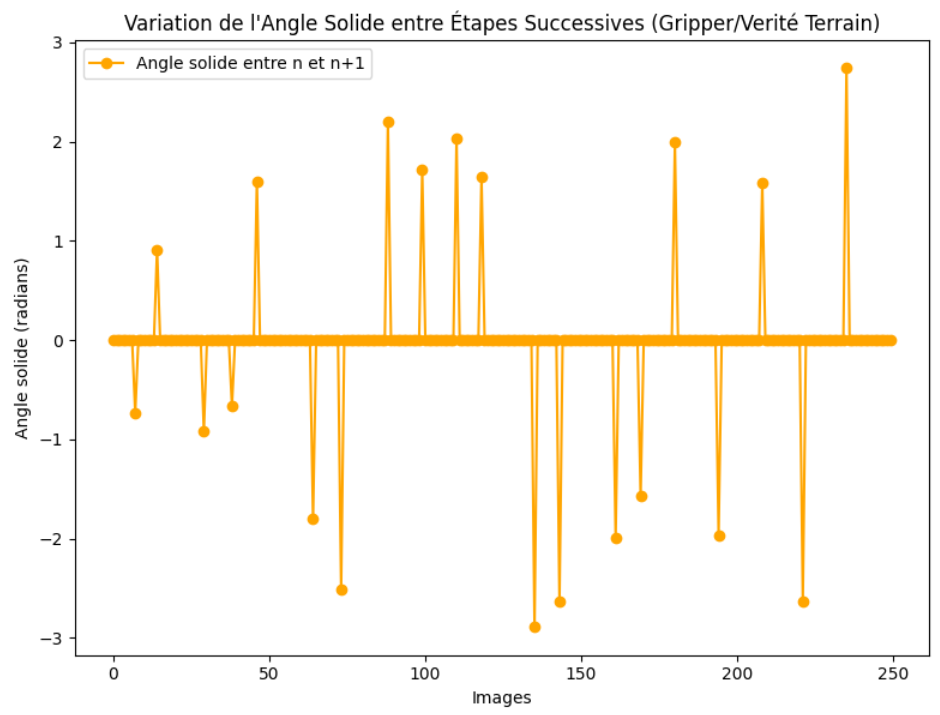 Variation de l'Angle Solide entre Étapes Successives (Gripper/Verité Terrain)
Angle solide entre n et n+1
3
2
1
0
−1
−2
−3
Angle solide (radians)
0 50 100 150 200 250
Images